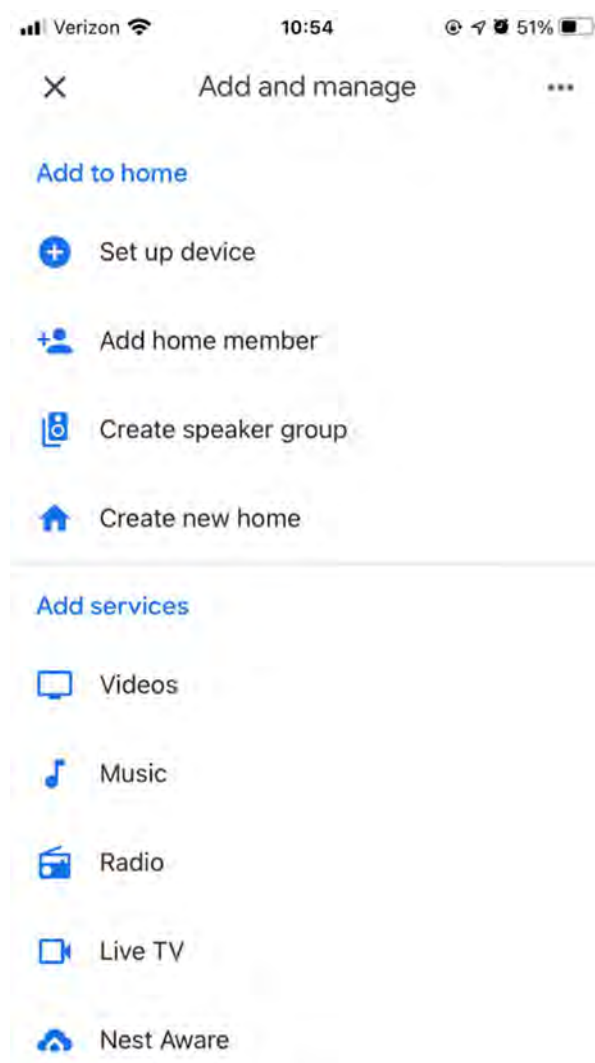 Verizon 10:54 51%
Add and manage
Add to home
Set up device
Add home member
Create speaker group
Create new home
Add services
Videos
Music
Radio
Live TV
Nest Aware